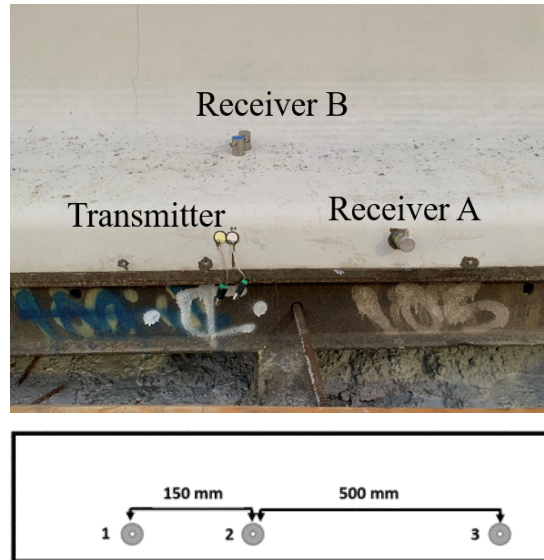 Receiver B
Transmitter
Receiver A
150 mm
500 mm
1
2
3